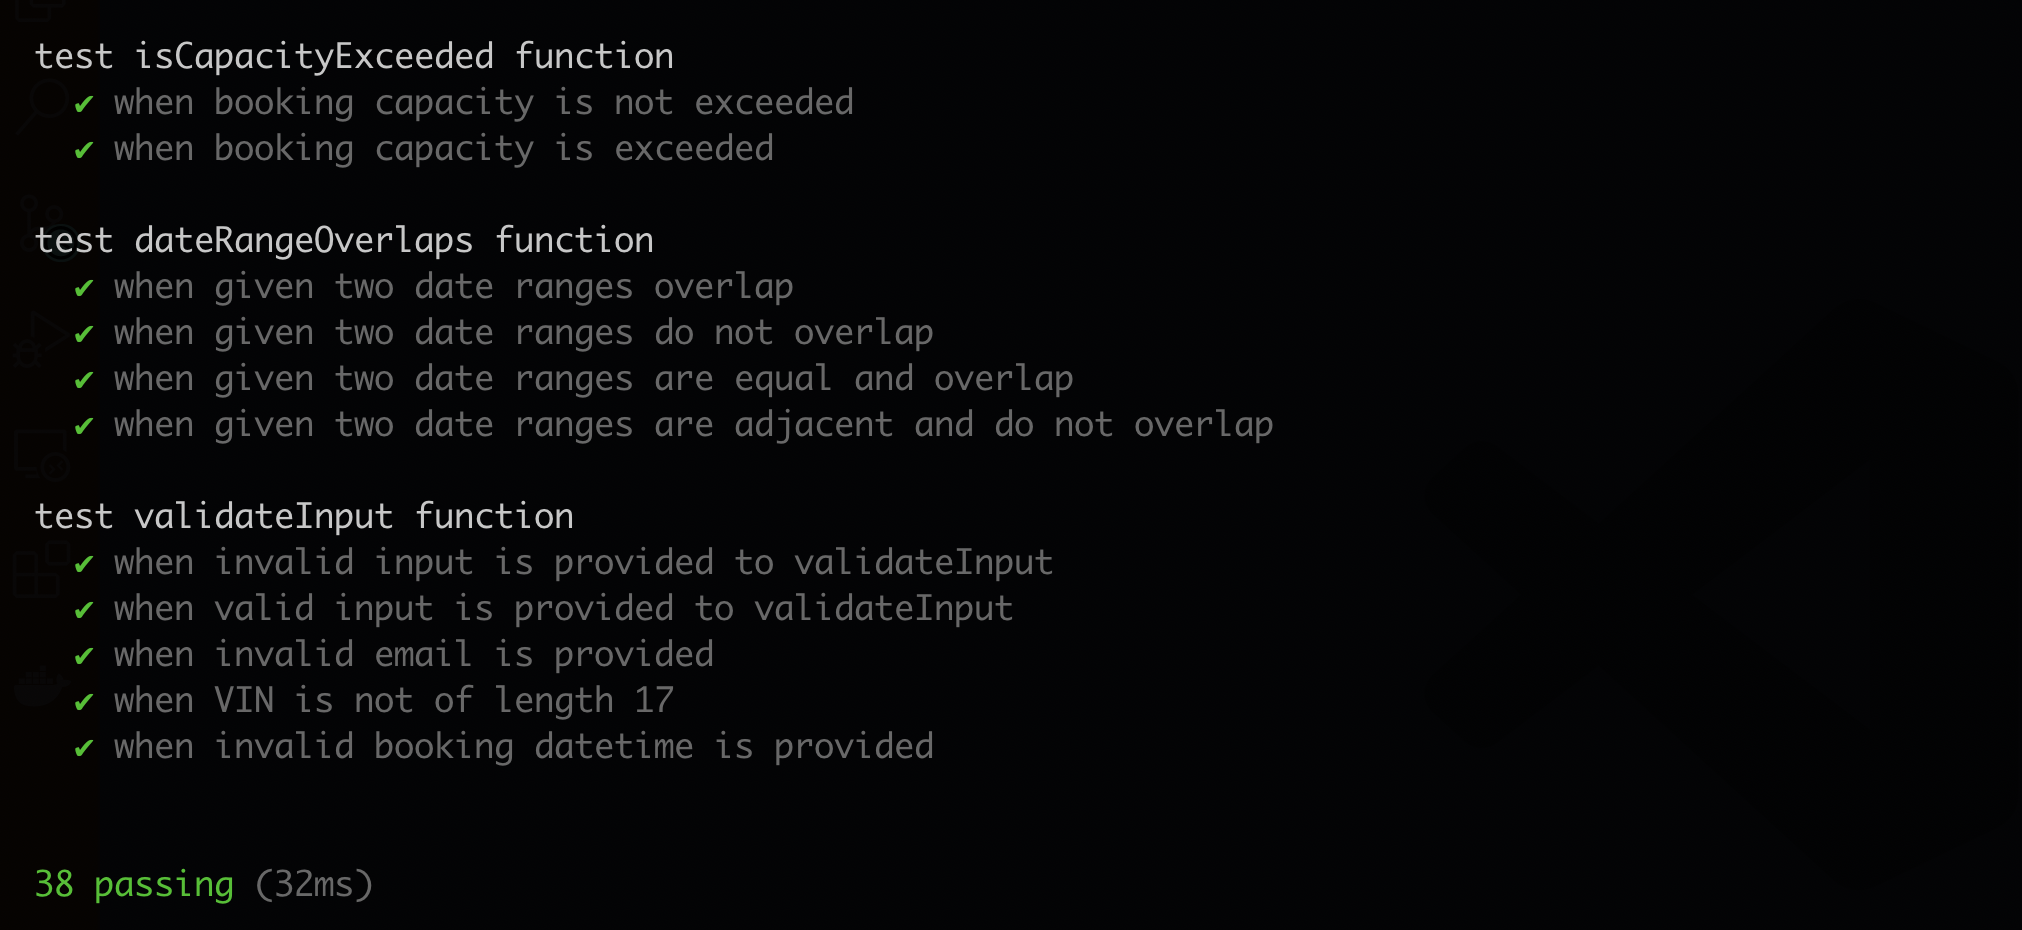 test isCapacityExceeded function
✔ when booking capacity is not exceeded
✔ when booking capacity is exceeded
test dateRangeOverlaps function
✔ when given two date ranges overlap
✔ when given two date ranges do not overlap
✔ when given two date ranges are equal and overlap
✔ when given two date ranges are adjacent and do not overlap
test validateInput function
✔ when invalid input is provided to validateInput
✔ when valid input is provided to validateInput
✔ when invalid email is provided
✔ when VIN is not of length 17
✔ when invalid booking datetime is provided
38 passing (32ms)